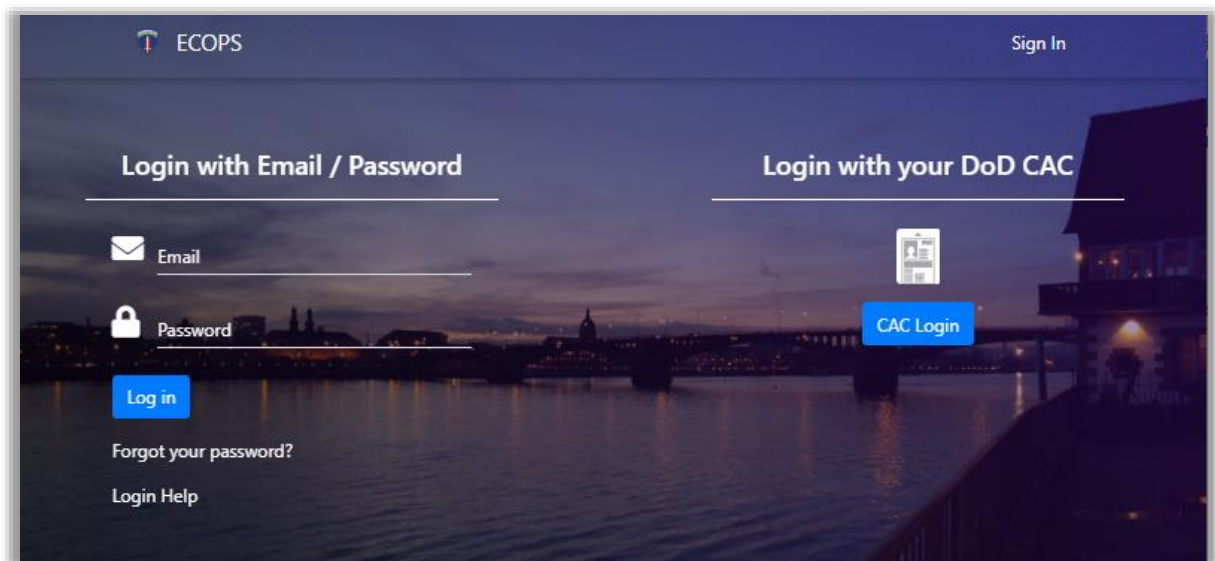 ECOPS
Sign In
Login with Email / Password
Email
Password
Log in
Forgot your password?
Login Help
Login with your DoD CAC
CAC Login